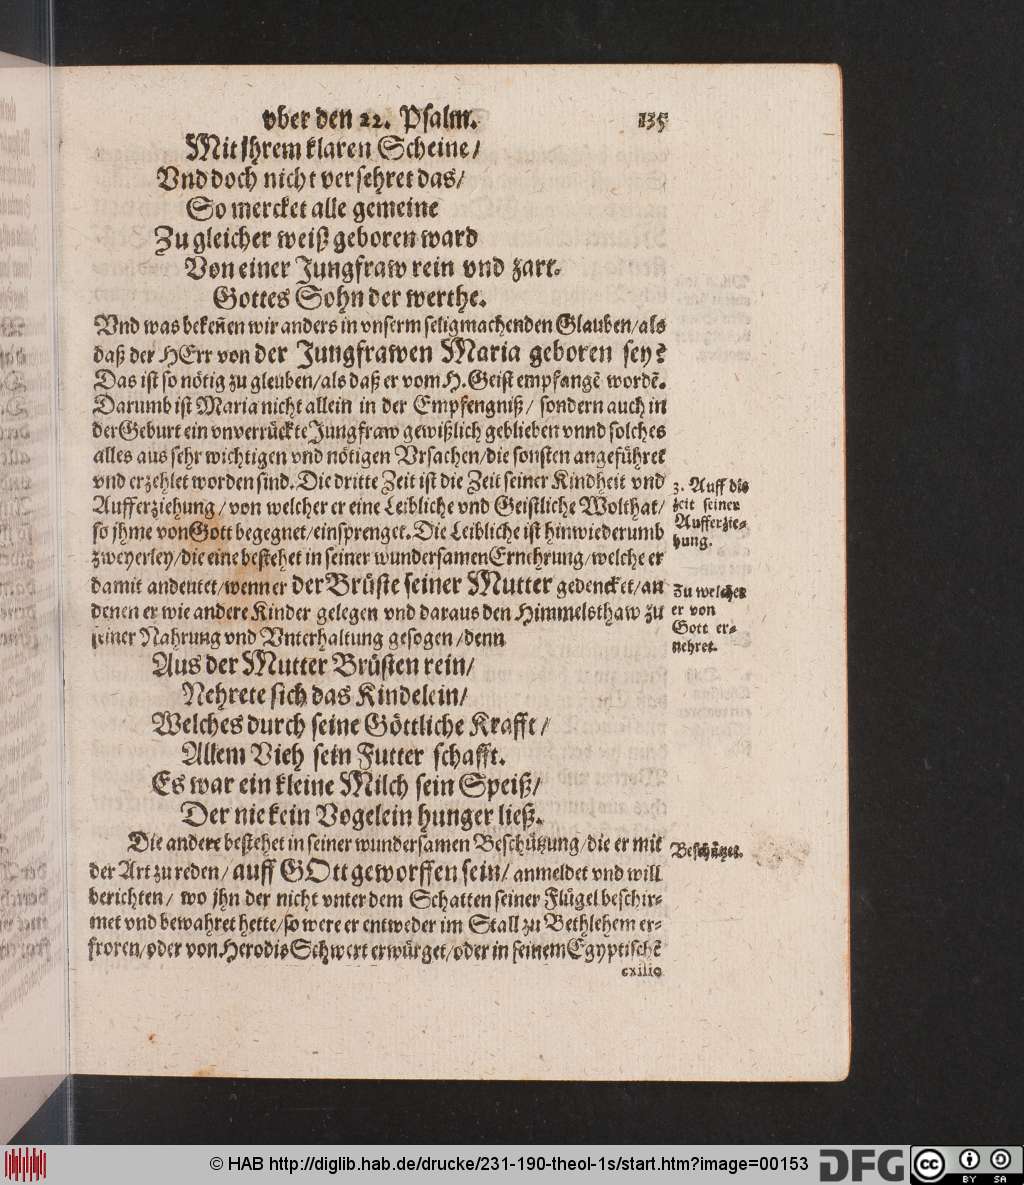 vber den 22. Psalm. 135
Mit jhrem klaren Scheine/
Vnd doch nicht versehret das/
So mercket alle gemeine
Zu gleicher weiß geboren ward
Von einer Jungfraw rein vnd zart.
Gottes Sohn der werthe.
Vnd was bekeñen wir anders in vnserm seligmachenden Glauben/als
daß der HErr von der Jungfrawen Maria geboren sey?
Das ist so nötig zu gleuben/als daß er vom H. Geist empfangẽ wordẽ.
Darumb ist Maria nicht allein in der Empfengniß/ sondern auch in
der Geburt ein vnverrückte Jungfraw gewißlich geblieben vnnd solches
alles aus sehr wichtigen vnd nötigen Vrsachen/die sonsten angeführet
vnd erzehlet worden sind. Die dritte Zeit ist die Zeit seiner Kindheit vnd
Aufferziehung/ von welcher er eine Leibliche vnd Geistliche Wolthat/
so jhme von Gott begegnet/einsprenget. Die Leibliche ist hinwiederumb
zweyerley/die eine bestehet in seiner wundersamen Ernehrung/welche er
damit andeutet/wenn er der Brüste seiner Mutter gedencket/an
denen er wie andere Kinder gelegen vnd daraus den Himmelsthaw zu
seiner Nahrung vnd Vnterhaltung gesogen/denn
Aus der Mutter Brüsten rein/
Nehrete sich das Kindelein/
Welches durch seine Göttliche Krafft/
Allem Vieh sein Futter schafft.
Es war ein kleine Milch sein Speiß/
Der nie kein Vogelein hunger ließ.
Die andere bestehet in seiner wundersamen Beschützung/die er mit
der Art zu reden/ auff GOtt geworffen sein/ anmeldet vnd will
berichten/ wo jhn der nicht vnter dem Schatten seiner Flügel beschir-
met vnd bewahret hette/so were er entweder im Stall zu Bethlehem er-
froren/oder von Herodis Schwert erwürget/oder in seinem Egyptischẽ
exilio
3. Auff die
zeit seiner
Aufferzie-
hung.
Zu welcher
er von
Gott er-
nehret.
Beschützet.
© HAB http://diglib.hab.de/drucke/231-190-theol-1s/start.htm?image=00153
DFG
cc BY SA